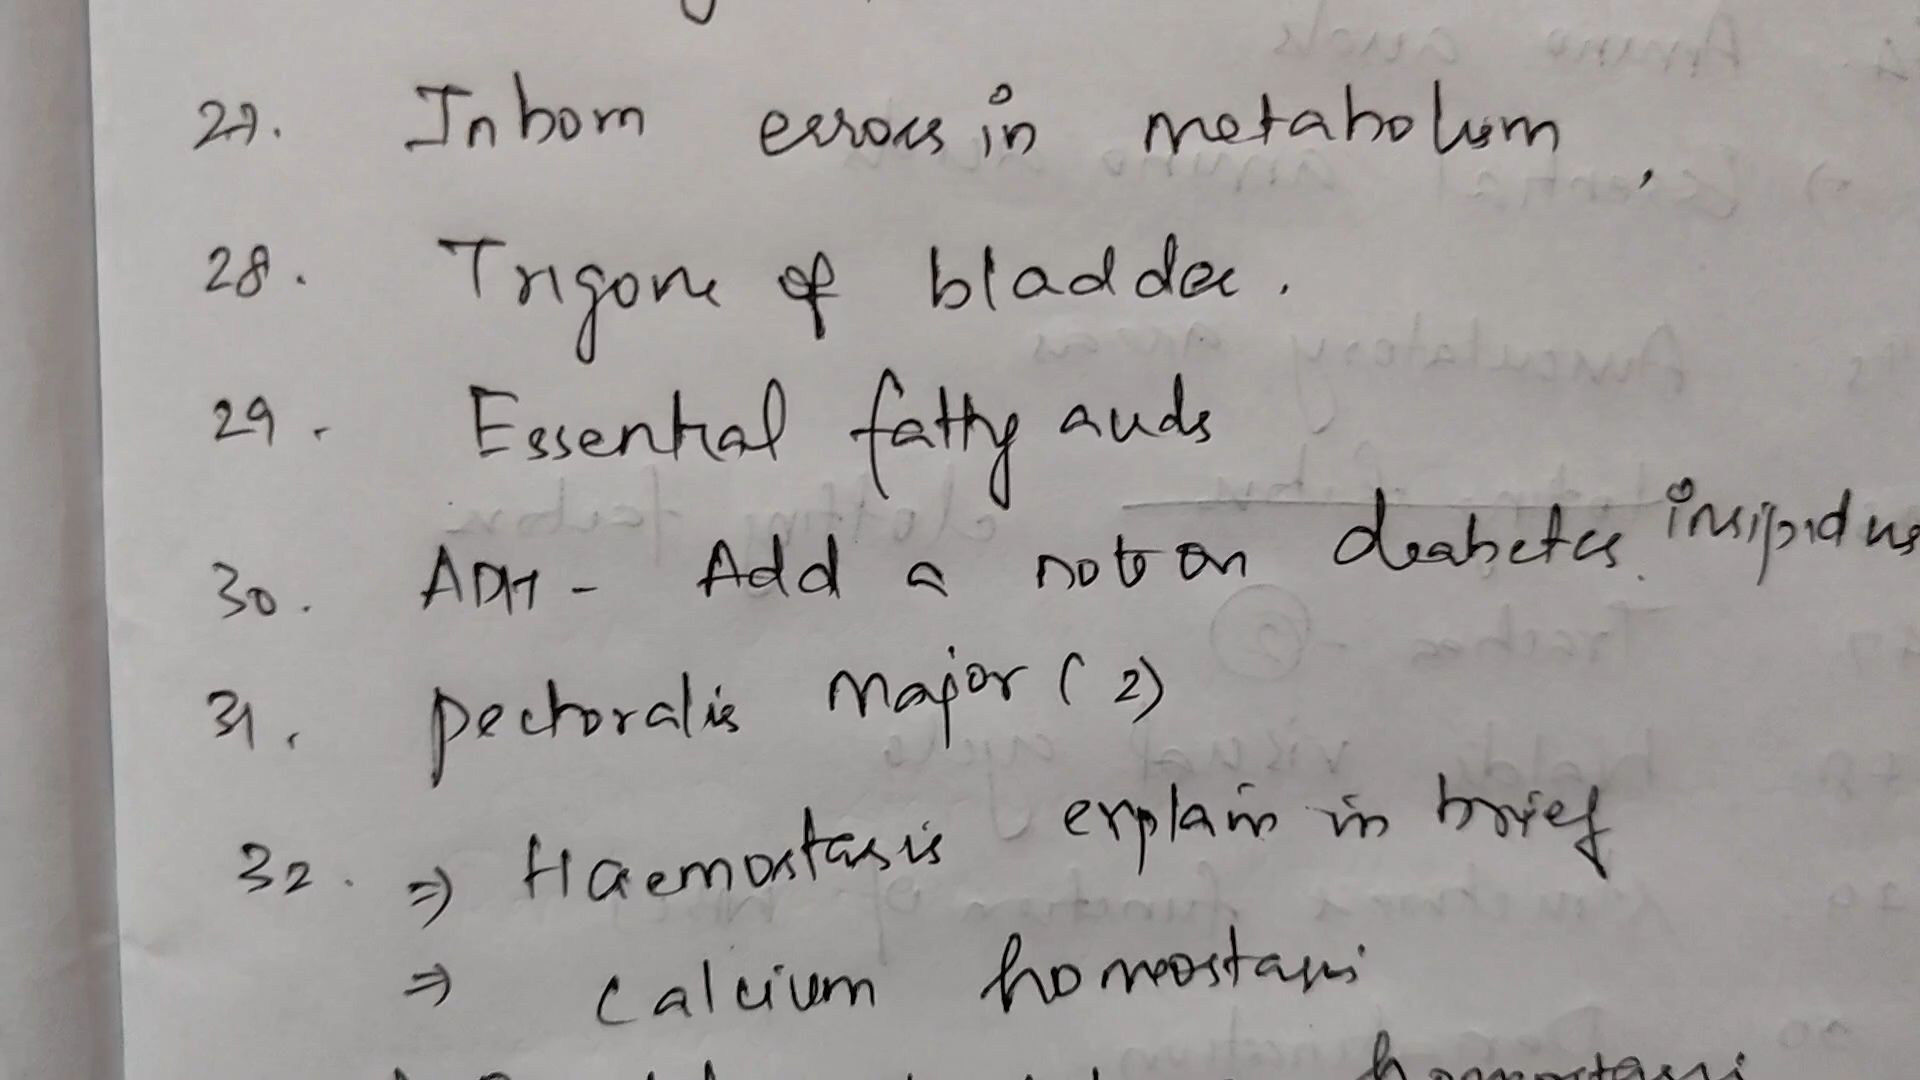 27. Inborn errors in metabolism,
28. Trigone of bladder.
29. Essential fatty acids
30. ADH - Add a note on diabetes insipidus
31. pectoralis Major (2)
32. ⇒ Haemostasis explain in brief
⇒ Calcium homeostasis
homeostasis